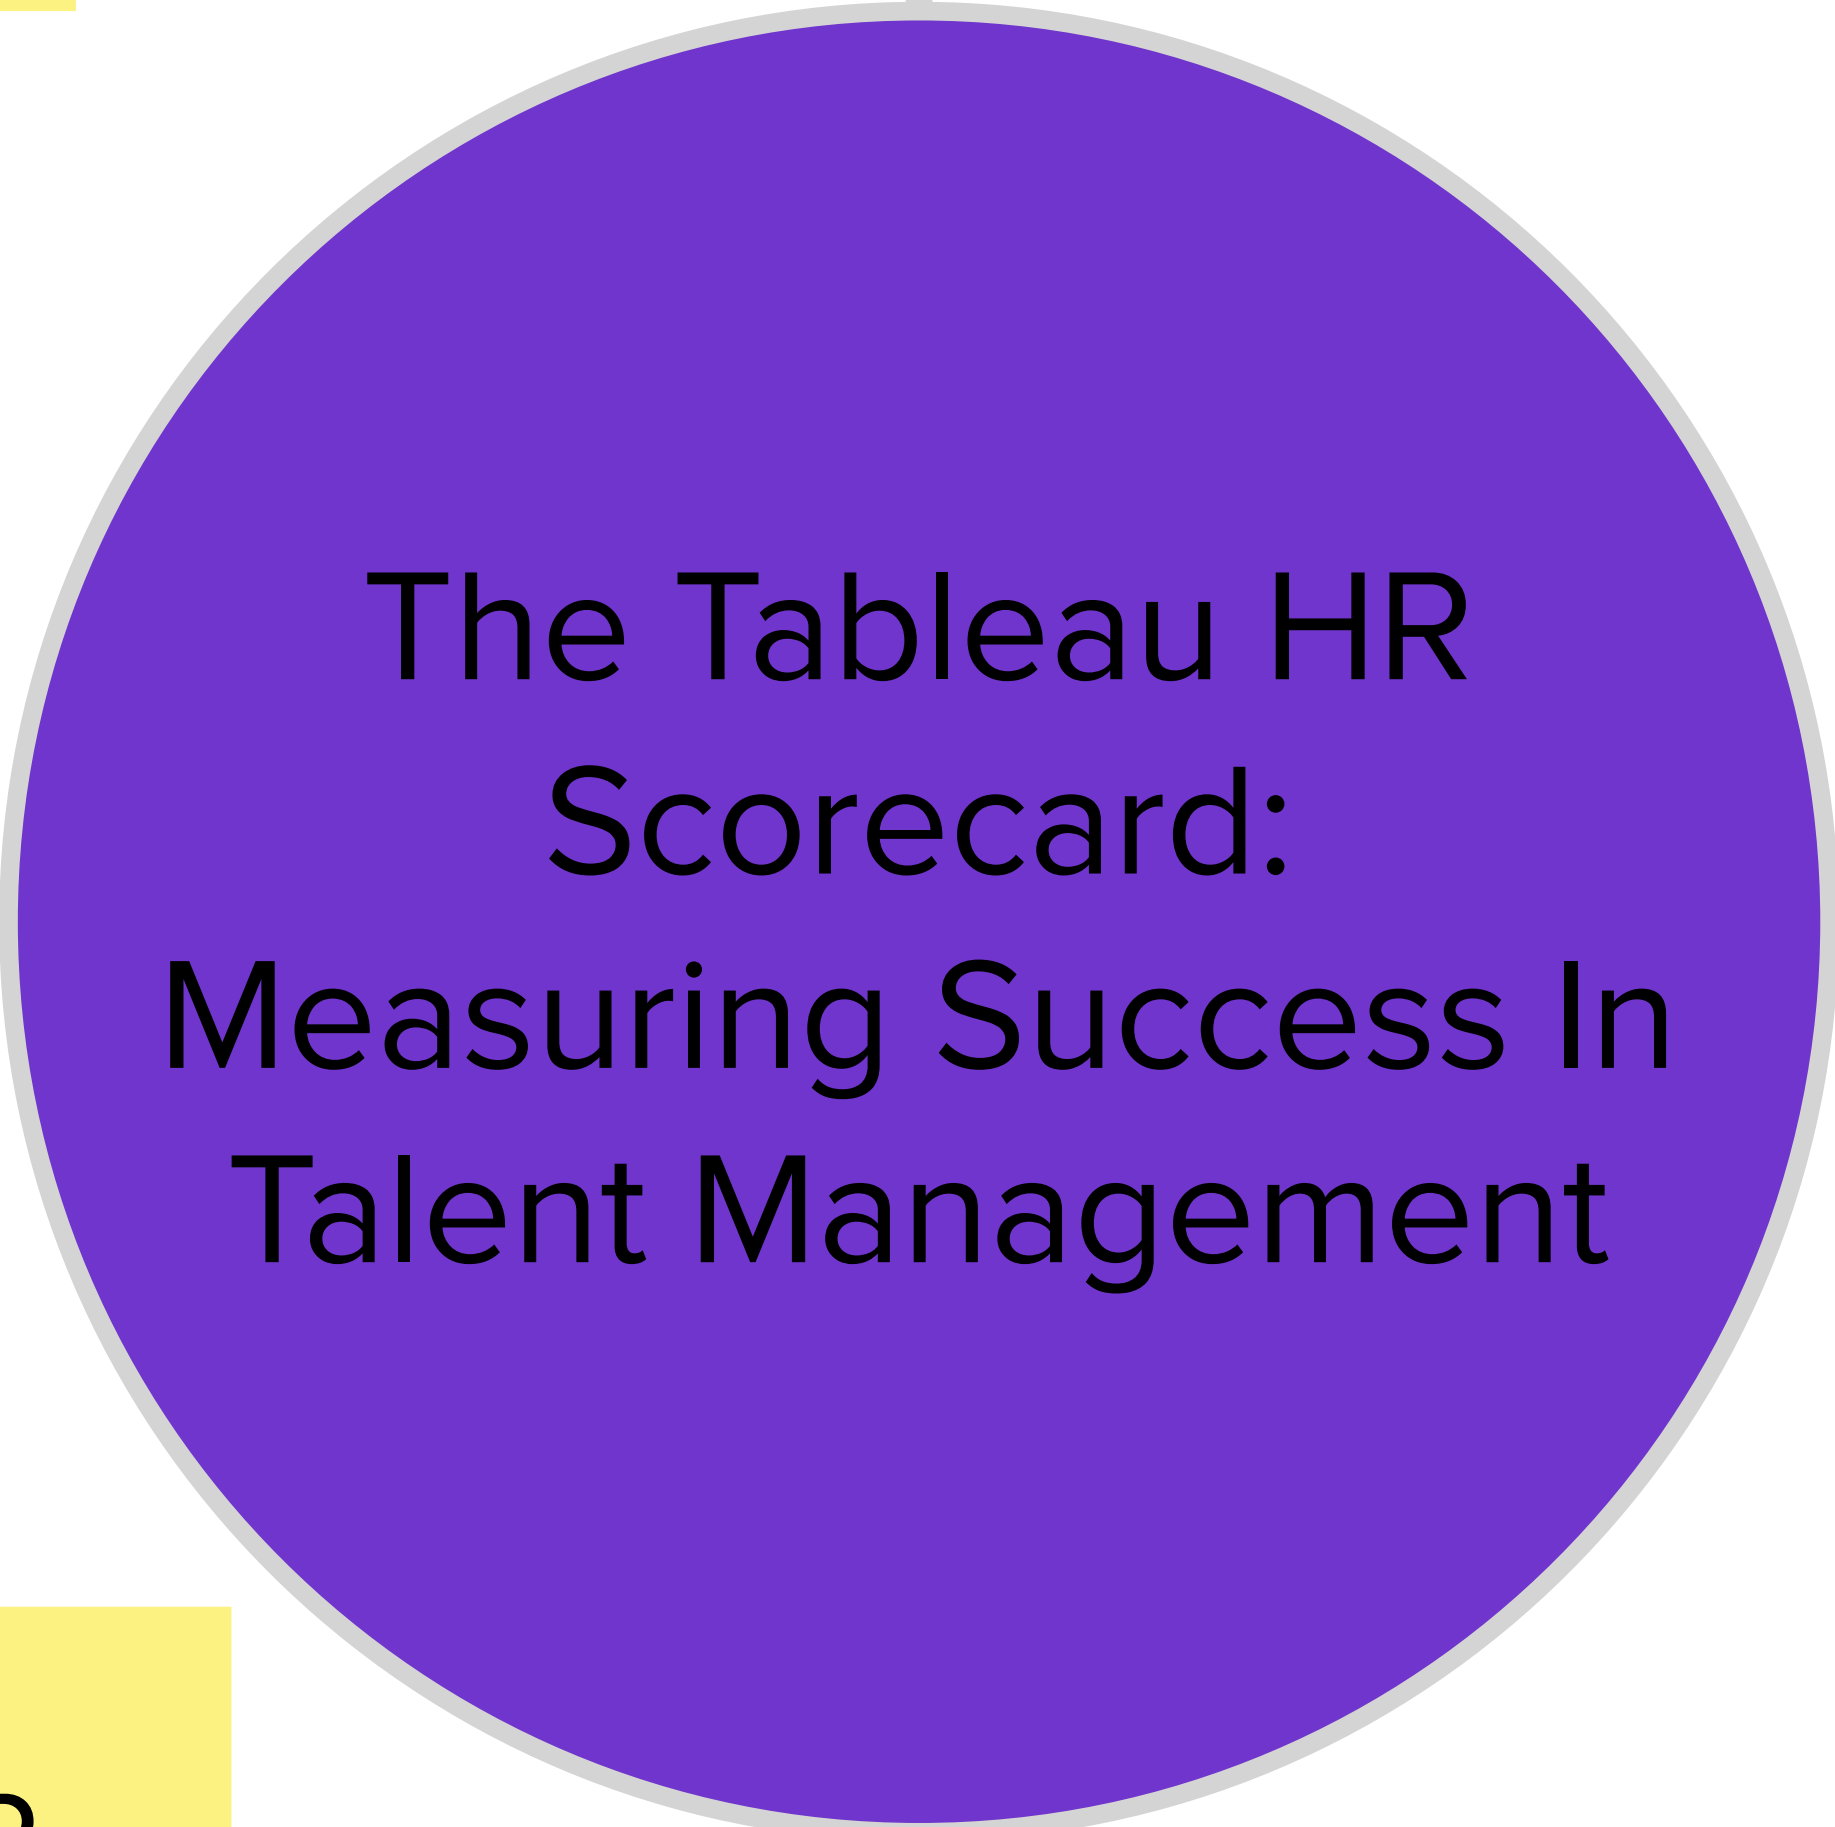 The Tableau HR
Scorecard:
Measuring Success In
Talent Management